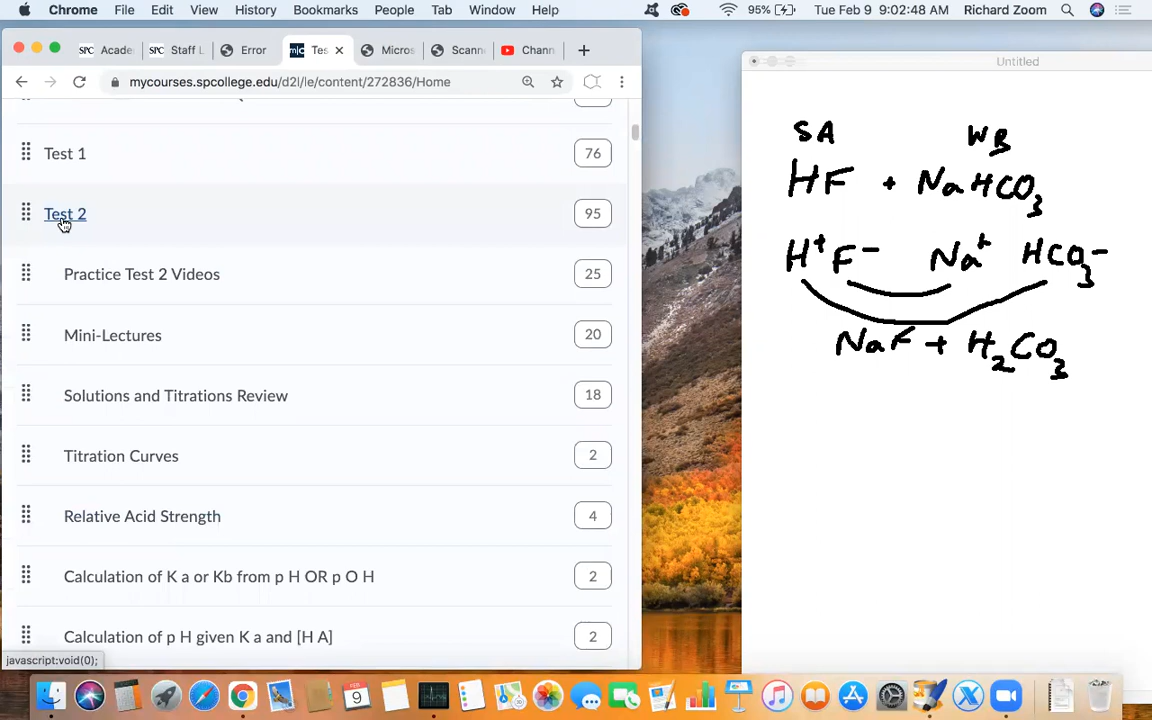 Chrome File Edit View History Bookmarks People Tab Window Help 95% Tue Feb 9 9:02:48 AM Richard Zoom
SPC Acade SPC Staff L Error m|c Tes Micros Scann Chann
mycourses.spcollege.edu/d2l/le/content/272836/Home
Test 1 76
Test 2 95
Practice Test 2 Videos 25
Mini-Lectures 20
Solutions and Titrations Review 18
Titration Curves 2
Relative Acid Strength 4
Calculation of K a or Kb from p H OR p O H 2
Calculation of p H given K a and [H A] 2
javascript:void(0);
Untitled
SA WB
HF + NaHCO3
H+ F− Na+ HCO3−
NaF + H2CO3